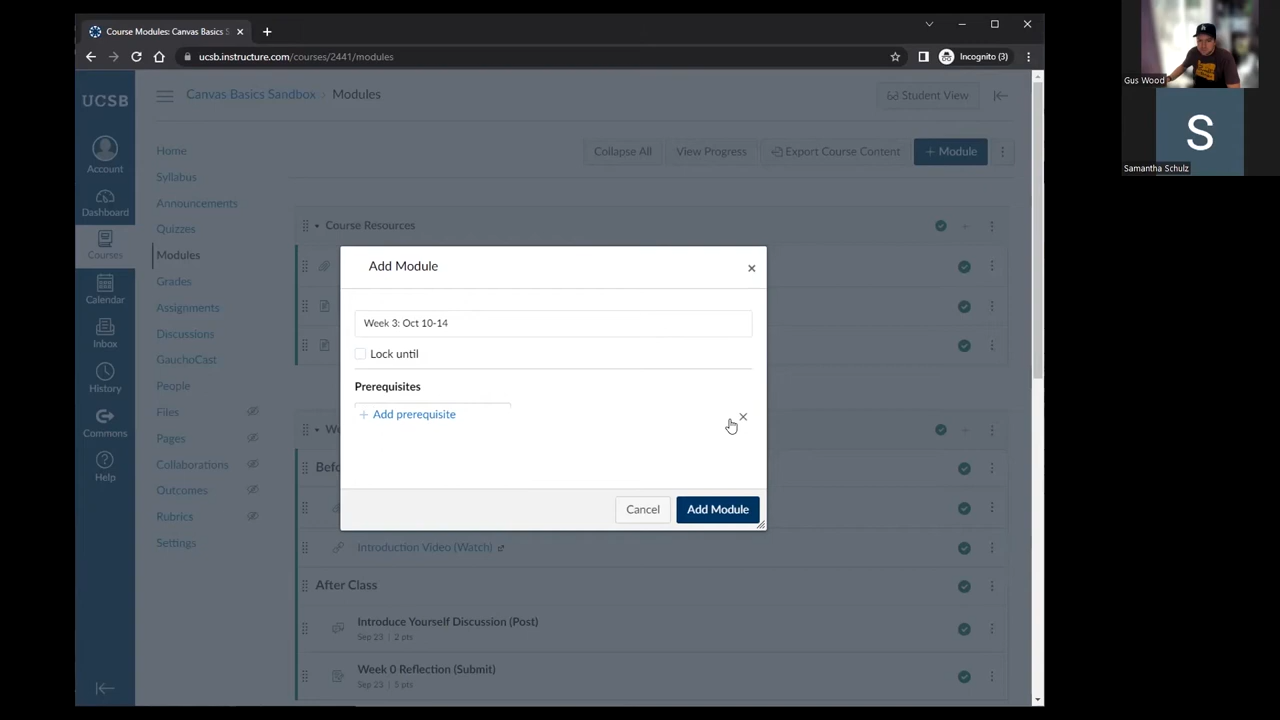 Course Modules: Canvas Basics S
ucsb.instructure.com/courses/2441/modules
Incognito (3)
Gus Wood
Samantha Schulz
S
UCSB
Account
Dashboard
Courses
Calendar
Inbox
History
Commons
Help
Canvas Basics Sandbox › Modules
Student View
Home
Syllabus
Announcements
Quizzes
Modules
Grades
Assignments
Discussions
GauchoCast
People
Files
Pages
Collaborations
Outcomes
Rubrics
Settings
Collapse All
View Progress
Export Course Content
+ Module
Course Resources
Add Module
Week 3: Oct 10-14
Lock until
Prerequisites
+ Add prerequisite
Cancel
Add Module
Introduction Video (Watch)
After Class
Introduce Yourself Discussion (Post)
Sep 23 | 2 pts
Week 0 Reflection (Submit)
Sep 23 | 5 pts